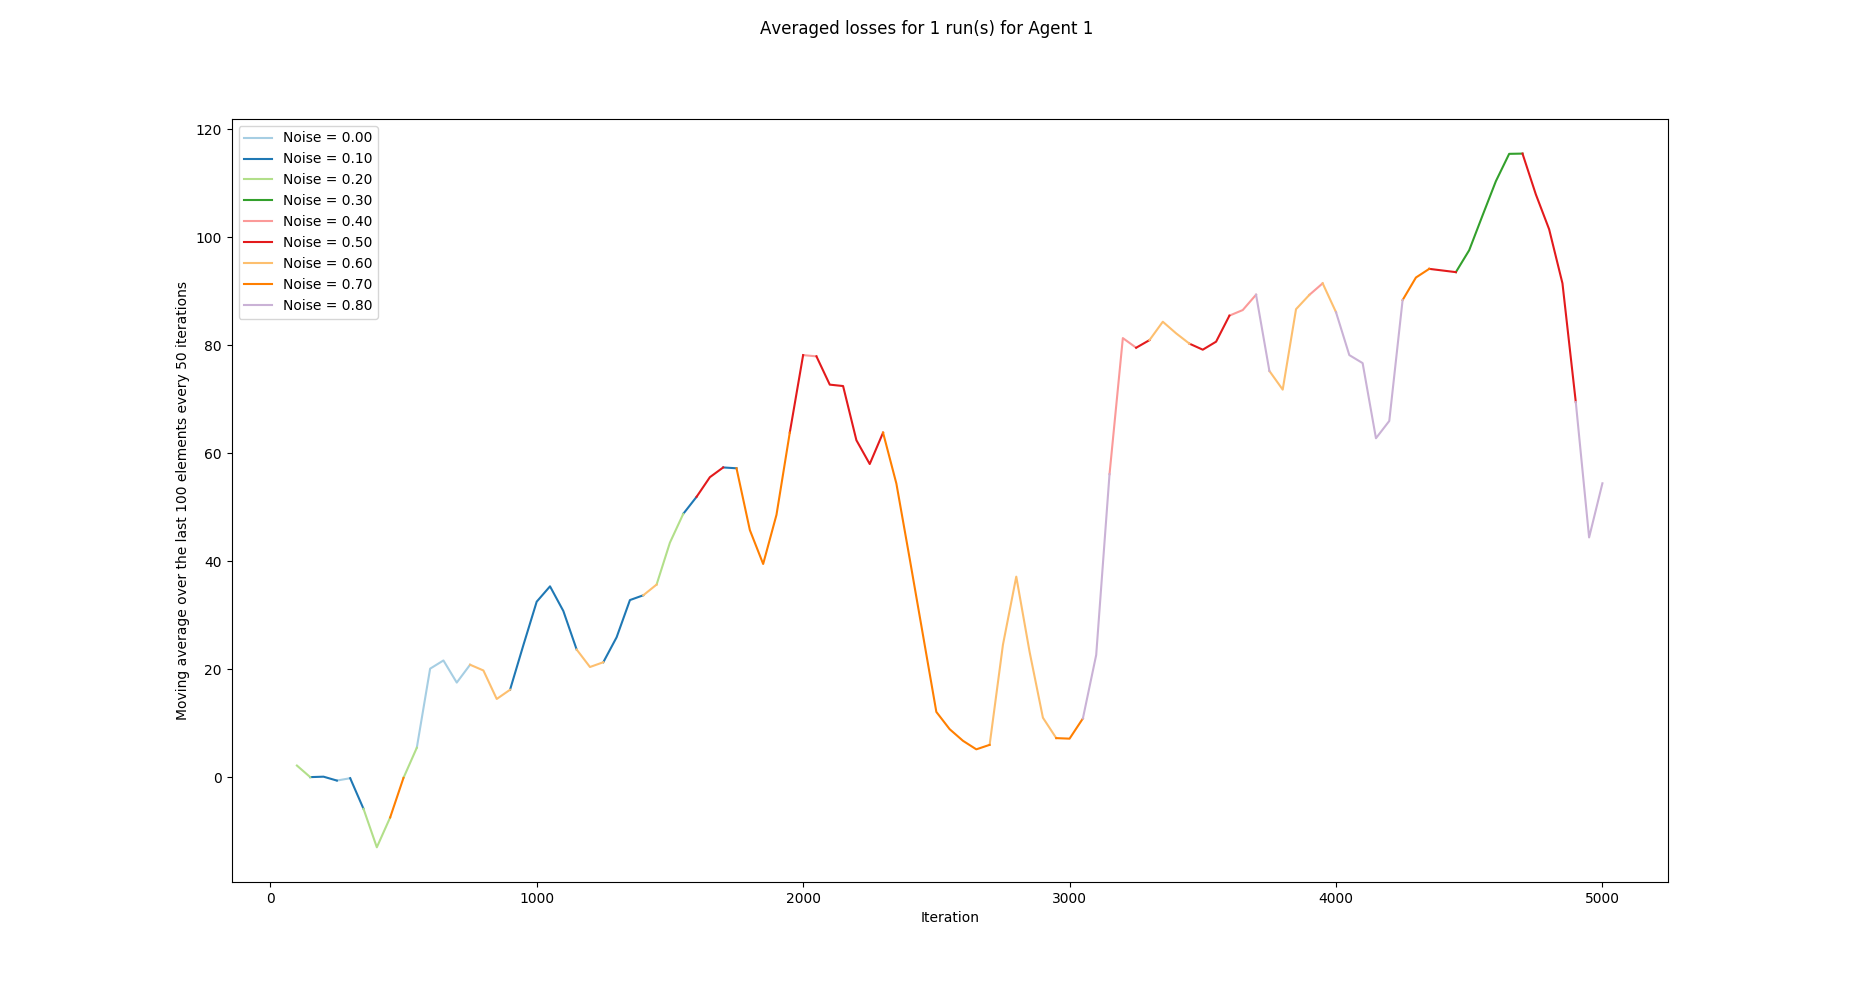 Averaged losses for 1 run(s) for Agent 1
120
100
80
60
40
20
0
Moving average over the last 100 elements every 50 iterations
Noise = 0.00
Noise = 0.10
Noise = 0.20
Noise = 0.30
Noise = 0.40
Noise = 0.50
Noise = 0.60
Noise = 0.70
Noise = 0.80
0 1000 2000 3000 4000 5000
Iteration